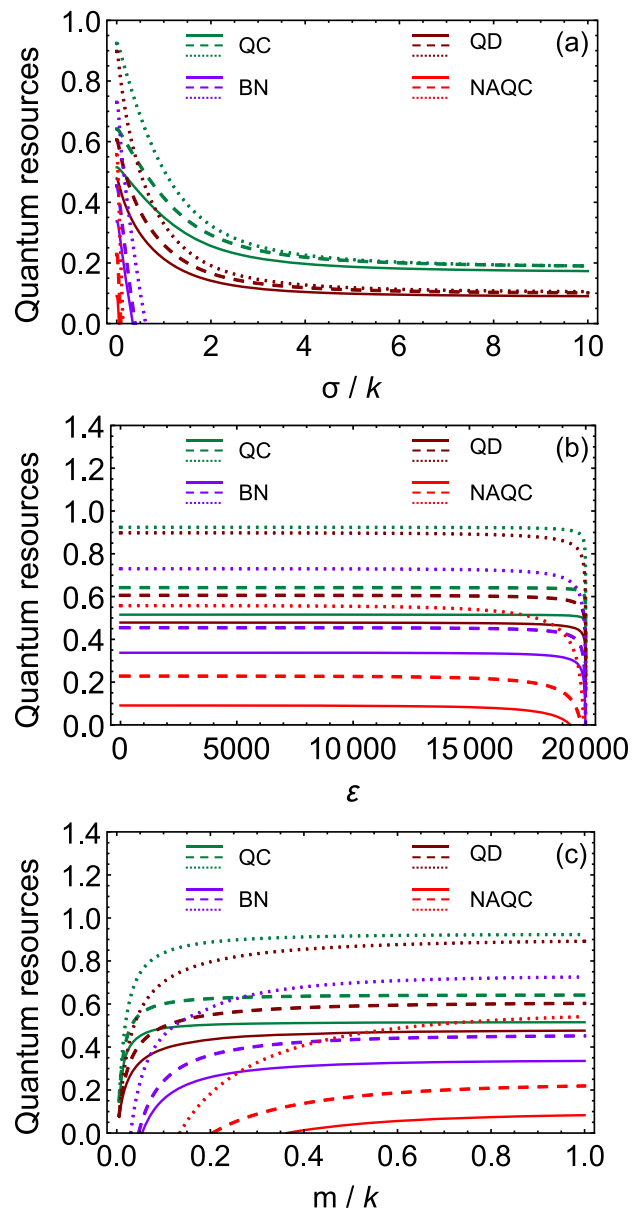 (a)
QC QD
BN NAQC
1.0
0.8
0.6
0.4
0.2
0.0
Quantum resources
0 2 4 6 8 10
σ / k
(b)
QC QD
BN NAQC
1.4
1.2
1.0
0.8
0.6
0.4
0.2
0.0
Quantum resources
0 5000 10 000 15 000 20 000
ε
(c)
QC QD
BN NAQC
1.4
1.2
1.0
0.8
0.6
0.4
0.2
0.0
Quantum resources
0.0 0.2 0.4 0.6 0.8 1.0
m / k